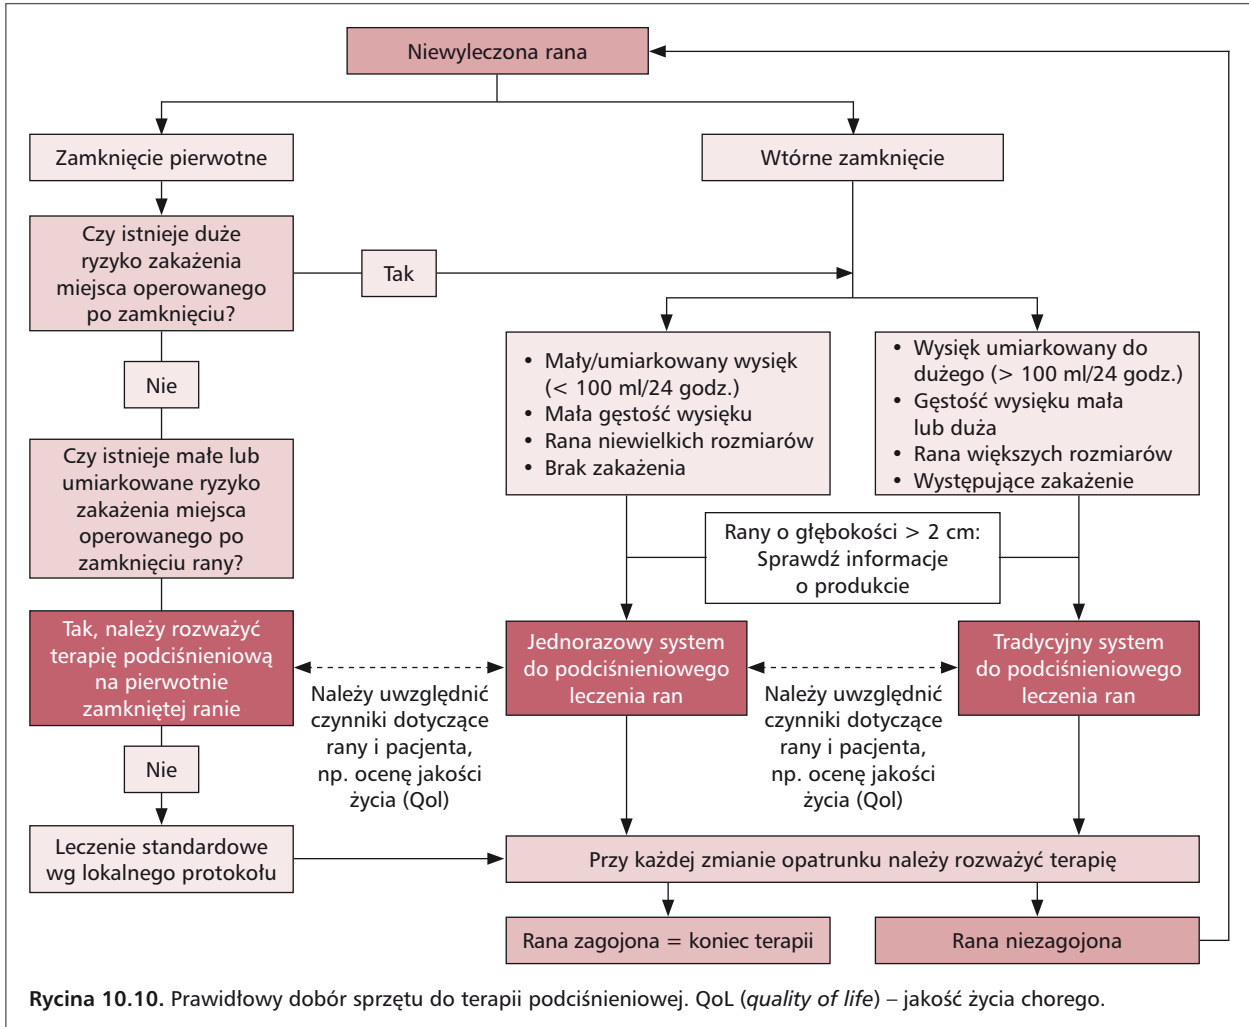 Niewyleczona rana
Zamknięcie pierwotne
Wtórne zamknięcie
Czy istnieje duże
ryzyko zakażenia
miejsca operowanego
po zamknięciu?
Tak
Nie
Czy istnieje małe lub
umiarkowane ryzyko
zakażenia miejsca
operowanego po
zamknięciu rany?
• Mały/umiarkowany wysięk
(< 100 ml/24 godz.)
• Mała gęstość wysięku
• Rana niewielkich rozmiarów
• Brak zakażenia
• Wysięk umiarkowany do
dużego (> 100 ml/24 godz.)
• Gęstość wysięku mała
lub duża
• Rana większych rozmiarów
• Występujące zakażenie
Rany o głębokości > 2 cm:
Sprawdź informacje
o produkcie
Tak, należy rozważyć
terapię podciśnieniową
na pierwotnie
zamkniętej ranie
Należy uwzględnić
czynniki dotyczące
rany i pacjenta,
np. ocenę jakości
życia (Qol)
Jednorazowy system
do podciśnieniowego
leczenia ran
Należy uwzględnić
czynniki dotyczące
rany i pacjenta,
np. ocenę jakości
życia (Qol)
Tradycyjny system
do podciśnieniowego
leczenia ran
Nie
Leczenie standardowe
wg lokalnego protokołu
Przy każdej zmianie opatrunku należy rozważyć terapię
Rana zagojona = koniec terapii
Rana niezagojona
Rycina 10.10. Prawidłowy dobór sprzętu do terapii podciśnieniowej. QoL (quality of life) – jakość życia chorego.